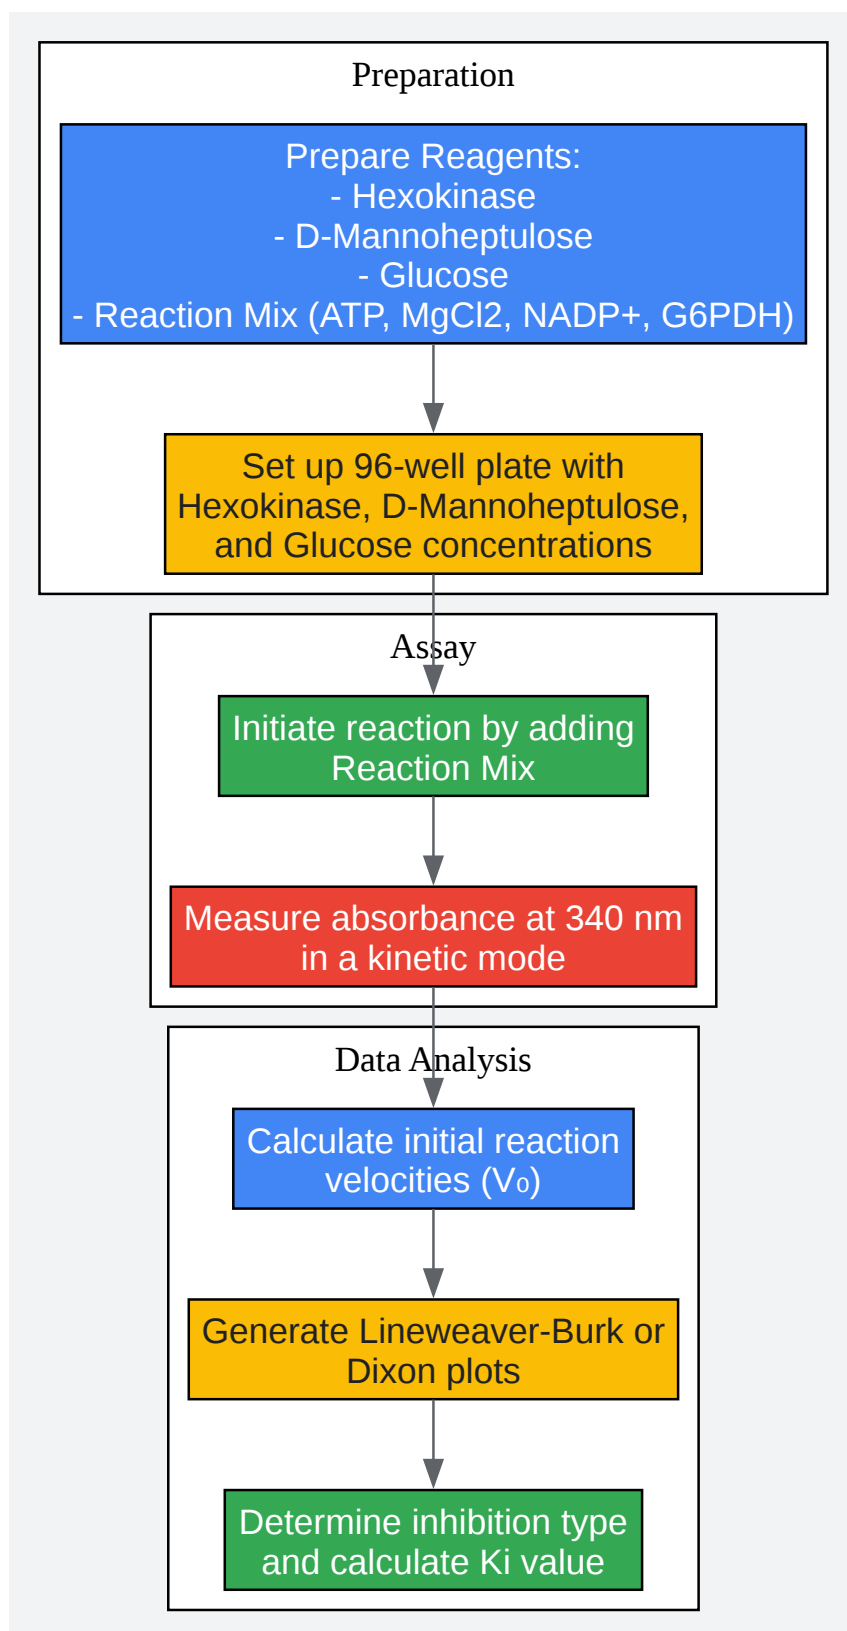 Preparation
Prepare Reagents:
- Hexokinase
- D-Mannoheptulose
- Glucose
- Reaction Mix (ATP, MgCl2, NADP+, G6PDH)
Set up 96-well plate with
Hexokinase, D-Mannoheptulose,
and Glucose concentrations
Assay
Initiate reaction by adding
Reaction Mix
Measure absorbance at 340 nm
in a kinetic mode
Data Analysis
Calculate initial reaction
velocities (V₀)
Generate Lineweaver-Burk or
Dixon plots
Determine inhibition type
and calculate Ki value